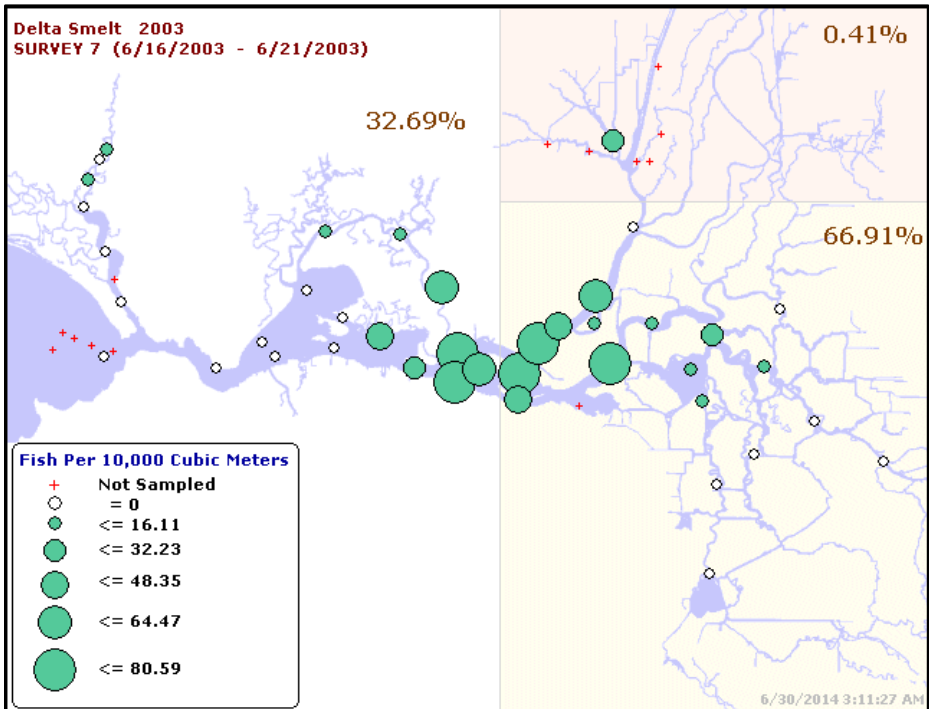 Delta Smelt 2003
SURVEY 7 (6/16/2003 - 6/21/2003)
0.41%
32.69%
66.91%
Fish Per 10,000 Cubic Meters
Not Sampled
= 0
<= 16.11
<= 32.23
<= 48.35
<= 64.47
<= 80.59
6/30/2014 3:11:27 AM